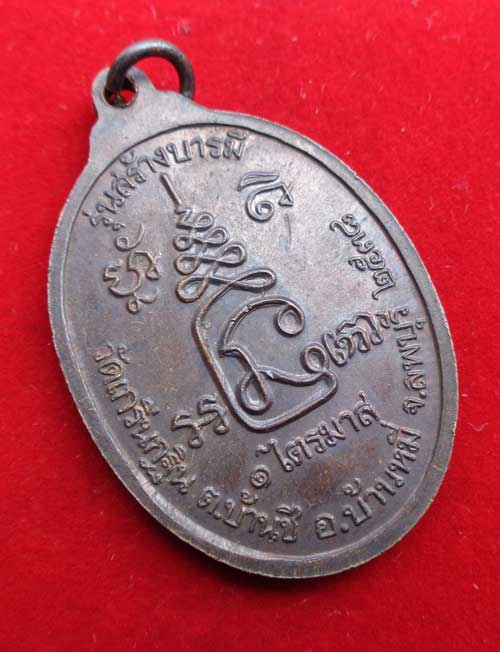 รุ่นสร้างบารมี
๒๕๓๒
๑ ไตรมาส
วัดเกริ่นกฐิน ต.บ้านชี อ.บ้านหมี่ จ.ลพบุรี